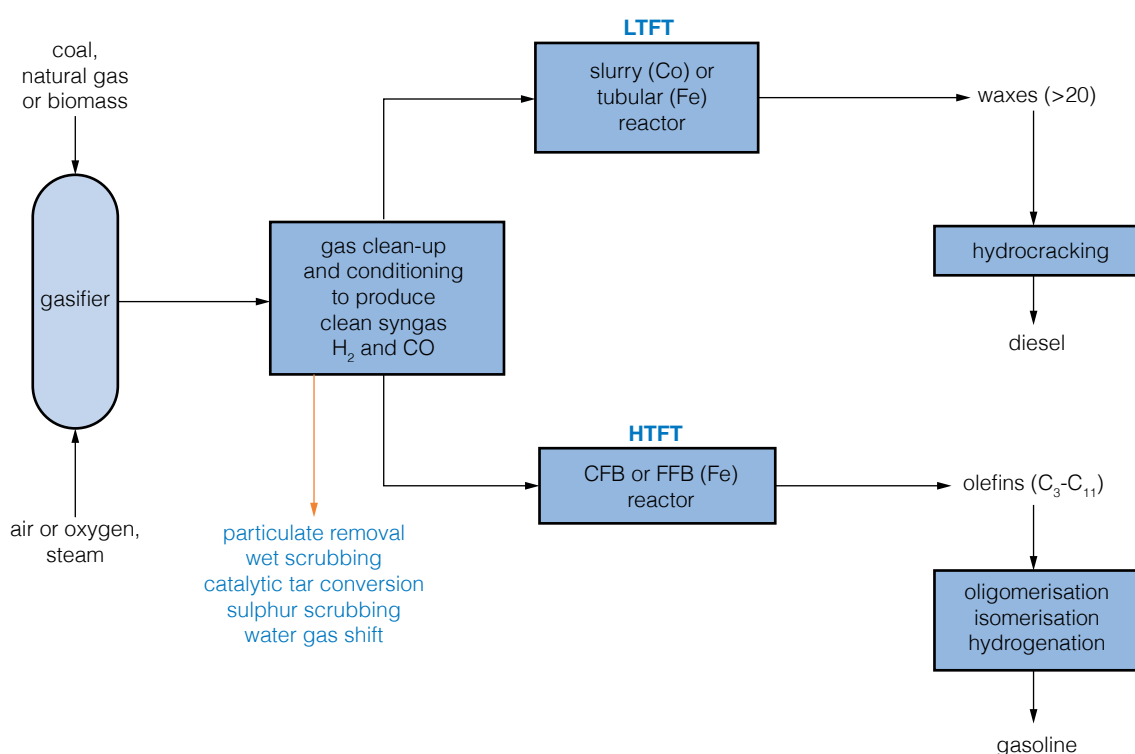 coal,
natural gas
or biomass
gasifier
air or oxygen,
steam
gas clean-up
and conditioning
to produce
clean syngas
H₂ and CO
particulate removal
wet scrubbing
catalytic tar conversion
sulphur scrubbing
water gas shift
LTFT
slurry (Co) or
tubular (Fe)
reactor
waxes (>20)
hydrocracking
diesel
HTFT
CFB or FFB (Fe)
reactor
olefins (C₃-C₁₁)
oligomerisation
isomerisation
hydrogenation
gasoline